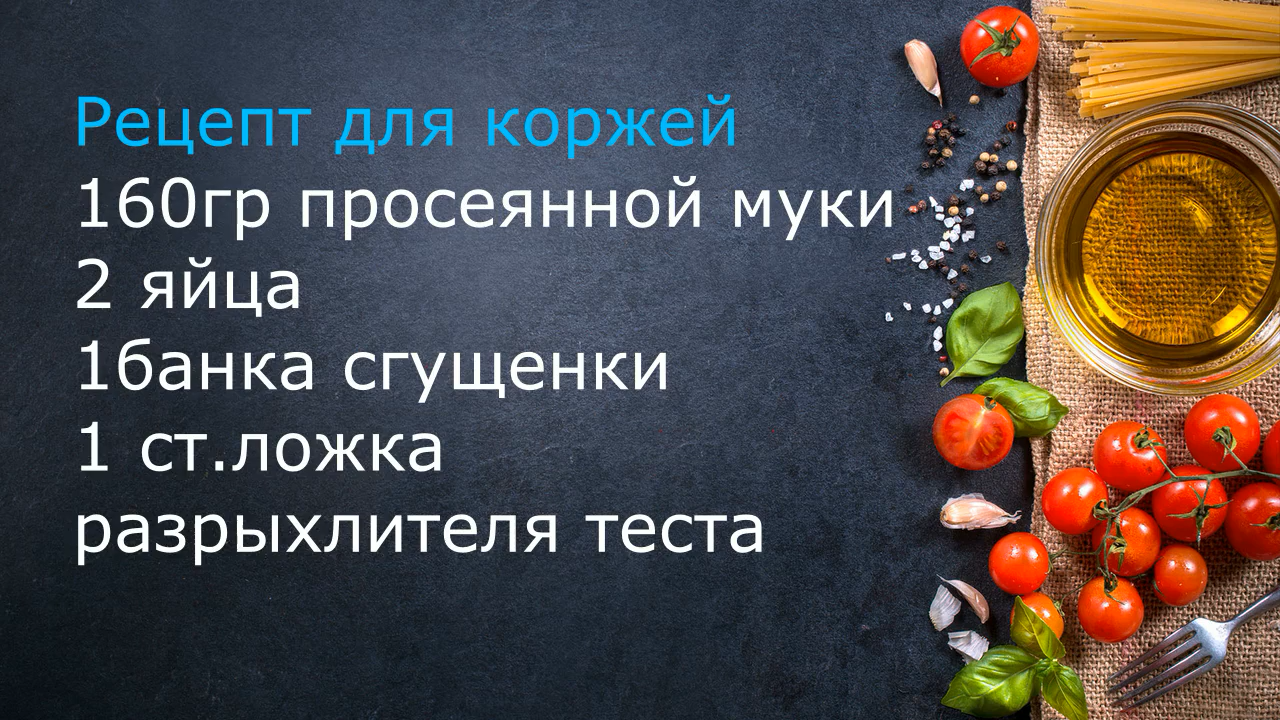 Рецепт для коржей
160гр просеянной муки
2 яйца
1банка сгущенки
1 ст.ложка
разрыхлителя теста